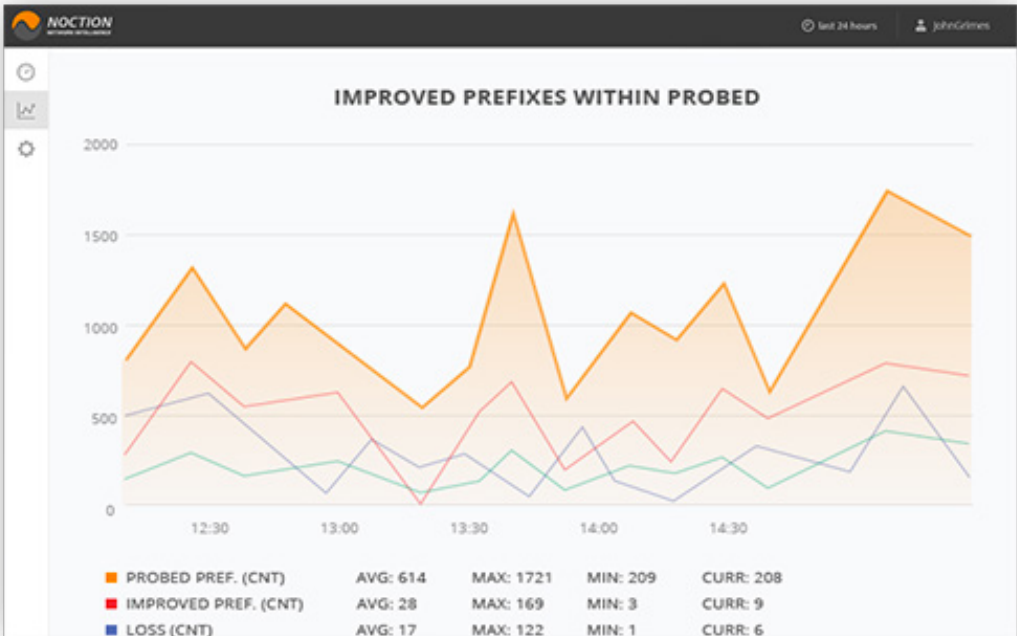 NOCTION
NETWORK INTELLIGENCE
last 24 hours
JohnGrimes
IMPROVED PREFIXES WITHIN PROBED
2000
1500
1000
500
0
12:30 13:00 13:30 14:00 14:30
PROBED PREF. (CNT) AVG: 614 MAX: 1721 MIN: 209 CURR: 208
IMPROVED PREF. (CNT) AVG: 28 MAX: 169 MIN: 3 CURR: 9
LOSS (CNT) AVG: 17 MAX: 122 MIN: 1 CURR: 6